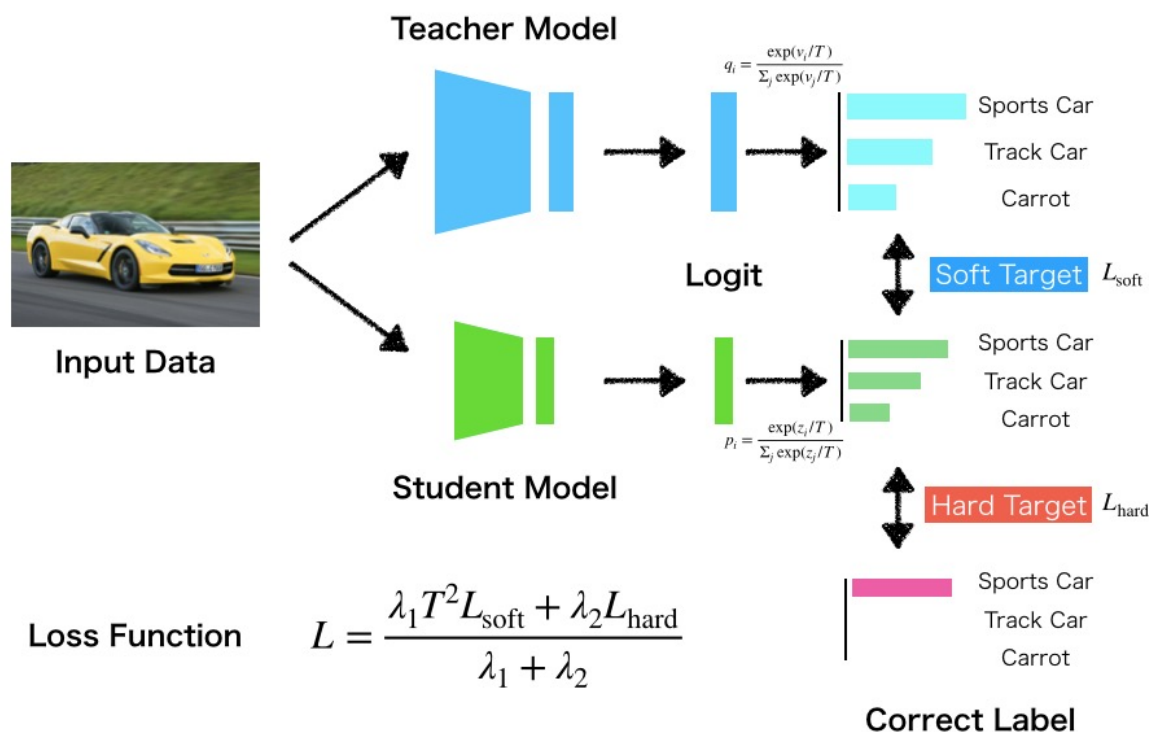 Teacher Model
q_i = exp(v_i/T) / Σ_j exp(v_j/T)
Sports Car
Track Car
Carrot
Input Data
Logit
Soft Target
L_soft
Sports Car
Track Car
Carrot
p_i = exp(z_i/T) / Σ_j exp(z_j/T)
Student Model
Hard Target
L_hard
Loss Function
L = (λ_1 T^2 L_soft + λ_2 L_hard) / (λ_1 + λ_2)
Sports Car
Track Car
Carrot
Correct Label